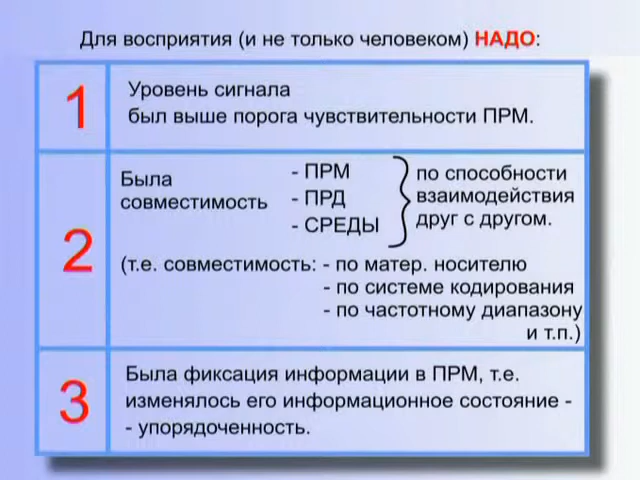 Для восприятия (и не только человеком) НАДО:
1
Уровень сигнала
был выше порога чувствительности ПРМ.
2
Была совместимость
- ПРМ
- ПРД
- СРЕДЫ
по способности
взаимодействия
друг с другом.
(т.е. совместимость: - по матер. носителю
- по системе кодирования
- по частотному диапазону
и т.п.)
3
Была фиксация информации в ПРМ, т.е.
изменялось его информационное состояние -
- упорядоченность.